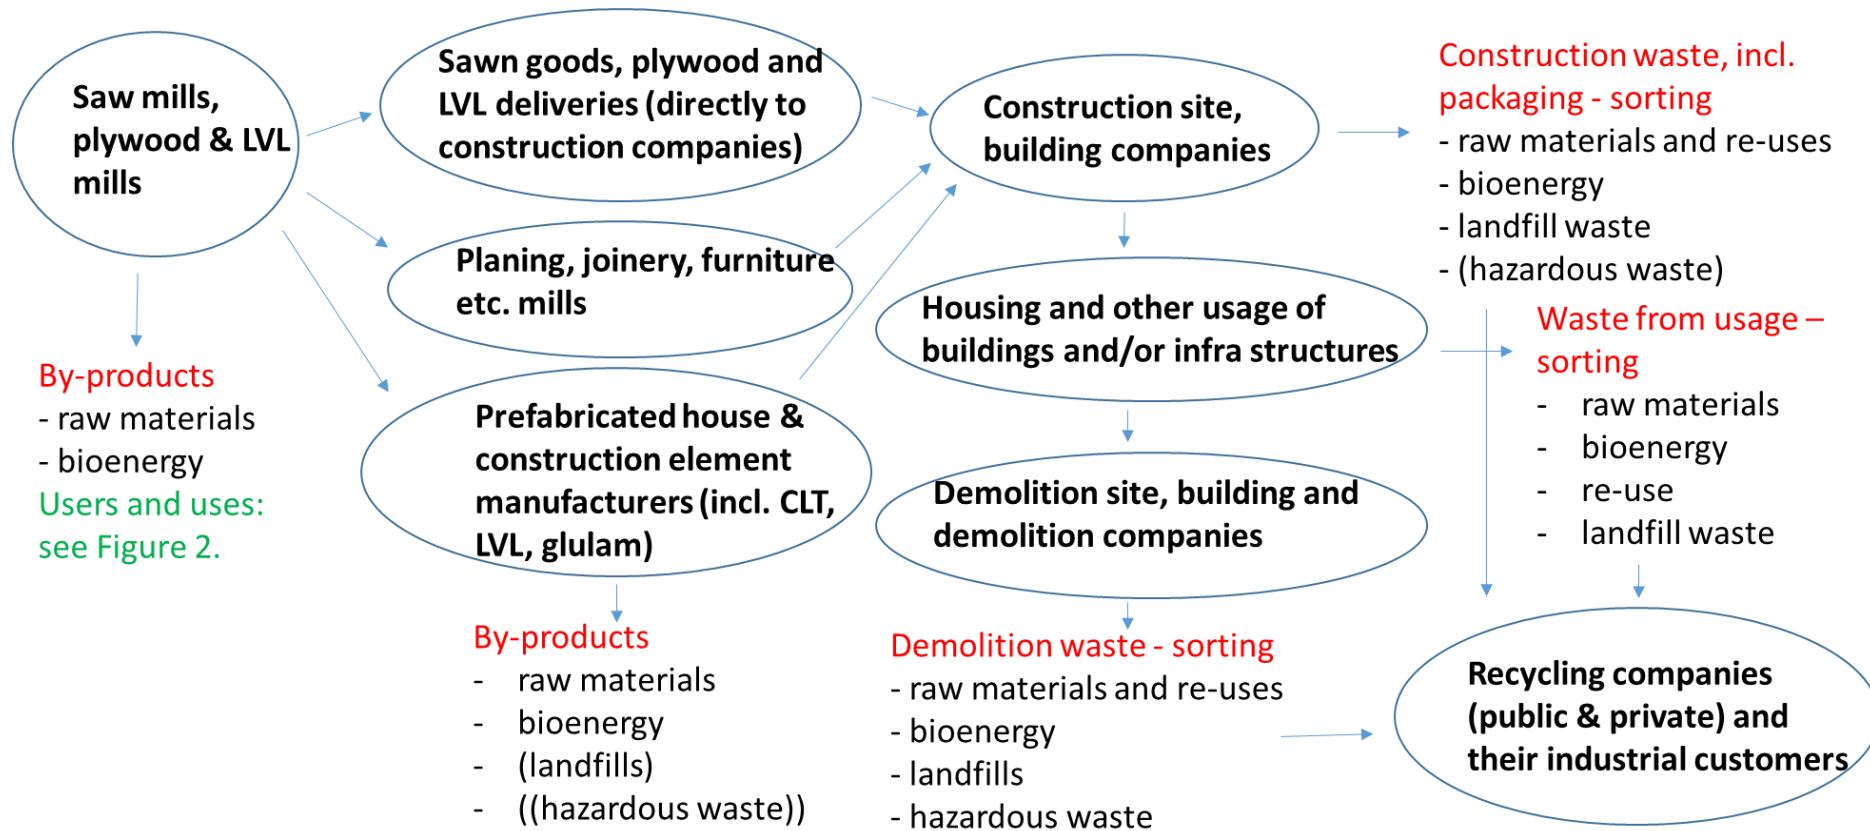 Saw mills,
plywood & LVL
mills
By-products
- raw materials
- bioenergy
Users and uses:
see Figure 2.
Sawn goods, plywood and
LVL deliveries (directly to
construction companies)
Planing, joinery, furniture
etc. mills
Prefabricated house &
construction element
manufacturers (incl. CLT,
LVL, glulam)
By-products
- raw materials
- bioenergy
- (landfills)
- ((hazardous waste))
Construction site,
building companies
Housing and other usage of
buildings and/or infra structures
Demolition site, building and
demolition companies
Demolition waste - sorting
- raw materials and re-uses
- bioenergy
- landfills
- hazardous waste
Construction waste, incl.
packaging - sorting
- raw materials and re-uses
- bioenergy
- landfill waste
- (hazardous waste)
Waste from usage –
sorting
- raw materials
- bioenergy
- re-use
- landfill waste
Recycling companies
(public & private) and
their industrial customers